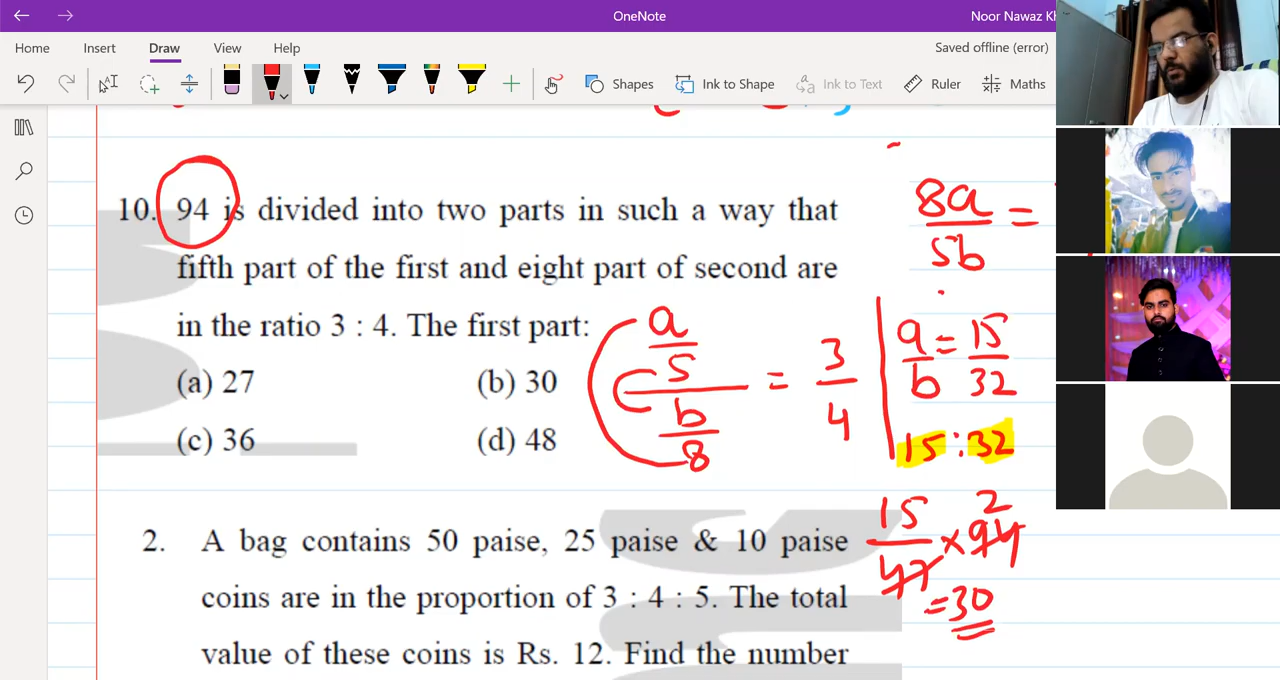 OneNote
Noor Nawaz Kh
Home Insert Draw View Help
Saved offline (error)
Shapes Ink to Shape Ink to Text Ruler Maths
10. 94 is divided into two parts in such a way that
fifth part of the first and eight part of second are
in the ratio 3 : 4. The first part:
(a) 27 (b) 30
(c) 36 (d) 48
a/5 / b/8 = 3/4
8a/5b =
a/b = 15/32
15 : 32
15/47 × 94 2
= 30
2. A bag contains 50 paise, 25 paise & 10 paise
coins are in the proportion of 3 : 4 : 5. The total
value of these coins is Rs. 12. Find the number